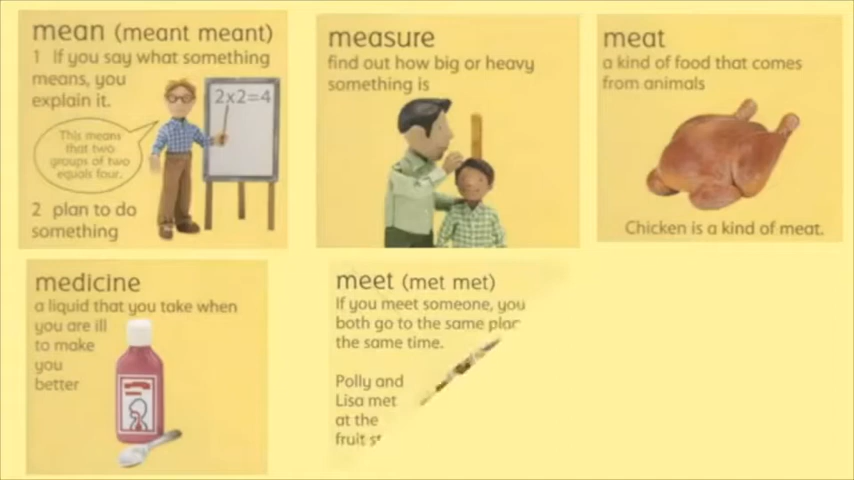 mean (meant meant)
1 If you say what something
means, you
explain it.
This means
that two
groups of two
equals four.
2x2=4
2 plan to do
something
measure
find out how big or heavy
something is
meat
a kind of food that comes
from animals
Chicken is a kind of meat.
medicine
a liquid that you take when
you are ill
to make
you
better
meet (met met)
If you meet someone, you
both go to the same
the same time.
Polly and
Lisa met
at the
fruit